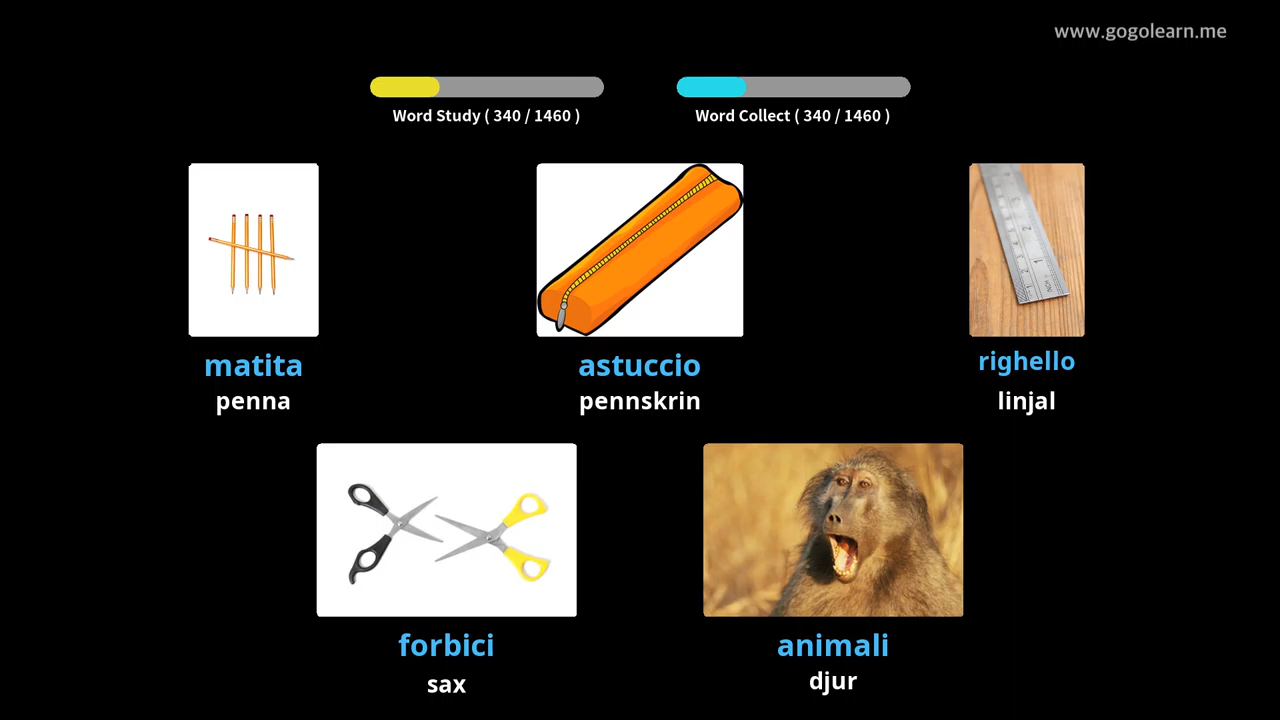 www.gogolearn.me
Word Study ( 340 / 1460 )
Word Collect ( 340 / 1460 )
matita
penna
astuccio
pennskrin
righello
linjal
forbici
sax
animali
djur